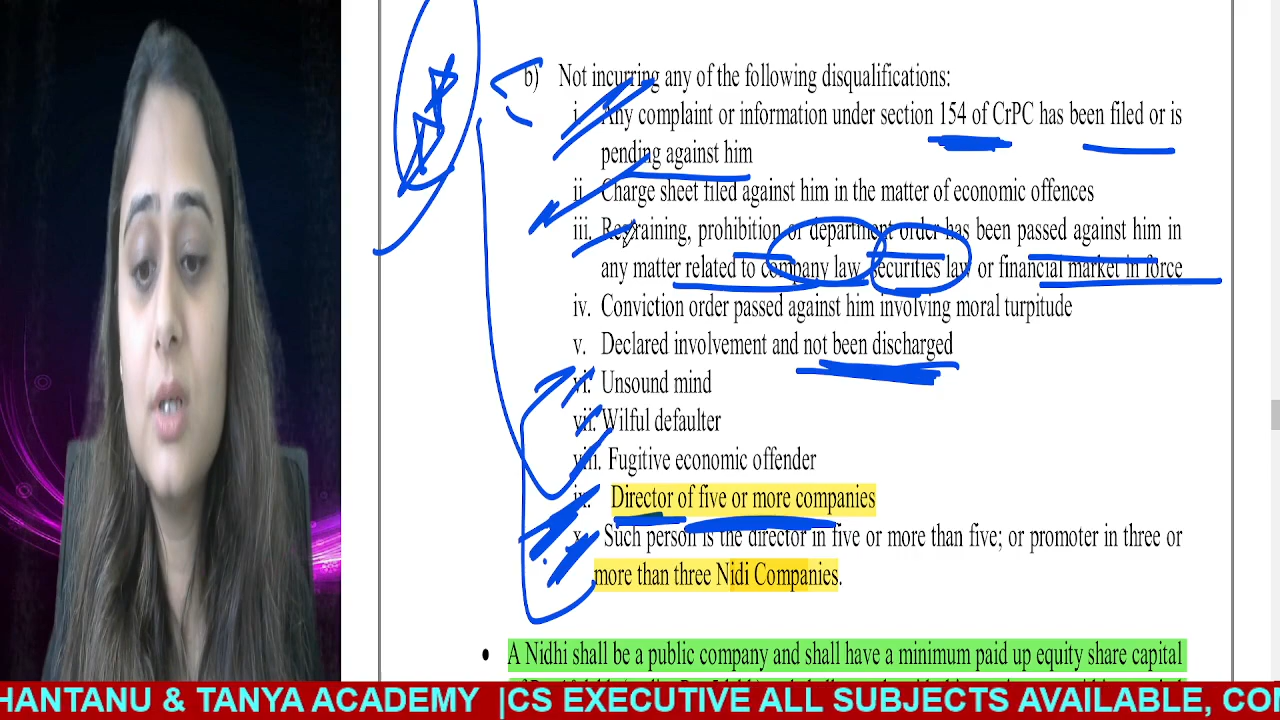 b) Not incurring any of the following disqualifications:
i. Any complaint or information under section 154 of CrPC has been filed or is
pending against him
ii. Charge sheet filed against him in the matter of economic offences
iii. Restraining, prohibition or department order has been passed against him in
any matter related to company law, securities law or financial market in force
iv. Conviction order passed against him involving moral turpitude
v. Declared involvement and not been discharged
vi. Unsound mind
vii. Wilful defaulter
viii. Fugitive economic offender
ix. Director of five or more companies
x. Such person is the director in five or more than five; or promoter in three or
more than three Nidi Companies.
• A Nidhi shall be a public company and shall have a minimum paid up equity share capital
HANTANU & TANYA ACADEMY |CS EXECUTIVE ALL SUBJECTS AVAILABLE, CO